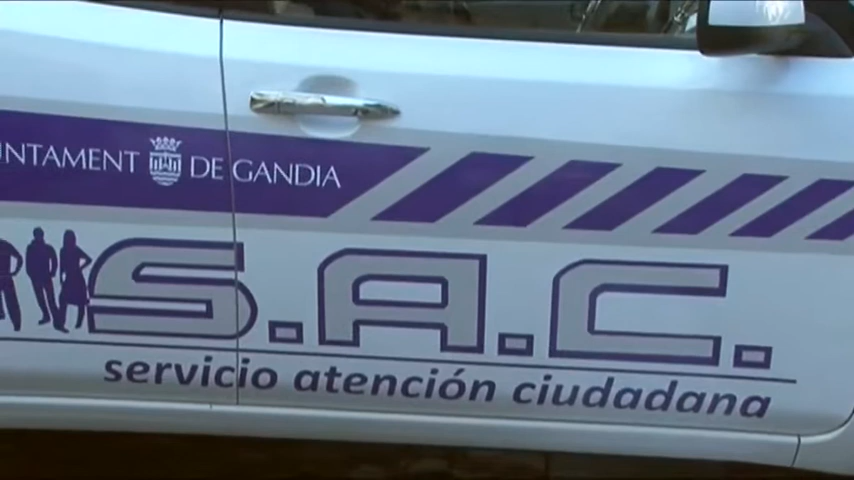 UNTAMENT DE GANDIA
S.A.C.
servicio atención ciudadana